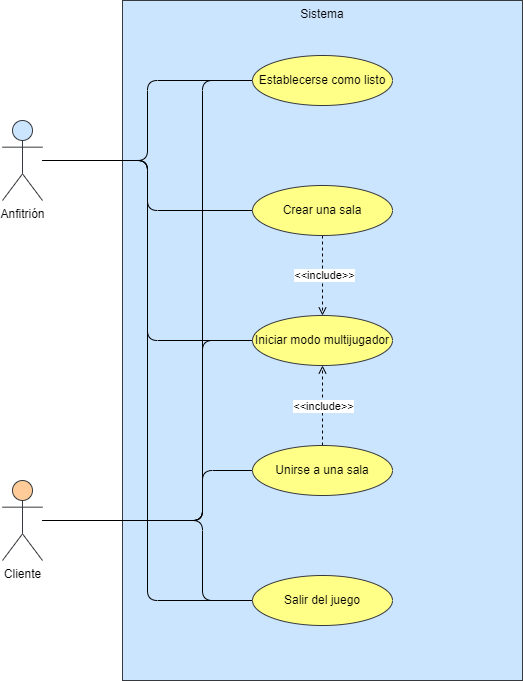 Sistema
Establecerse como listo
Anfitrión
Crear una sala
<<include>>
Iniciar modo multijugador
<<include>>
Unirse a una sala
Cliente
Salir del juego